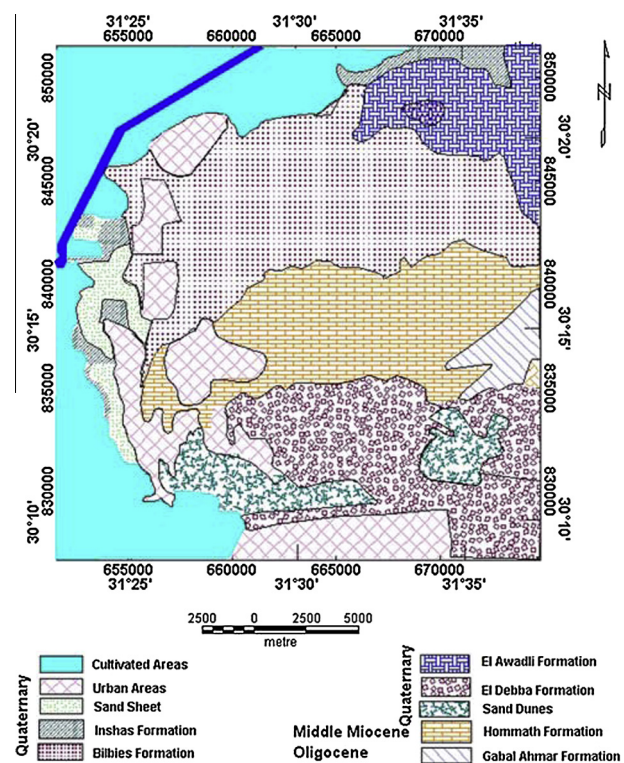 31°25' 31°30' 31°35'
655000 660000 665000 670000
850000
30°20'
845000
840000
30°15'
835000
830000
30°10'
850000
30°20'
845000
840000
30°15'
835000
830000
30°10'
N
655000 660000 665000 670000
31°25' 31°30' 31°35'
2500 0 2500 5000
metre
Quaternary
Cultivated Areas
Urban Areas
Sand Sheet
Inshas Formation
Bilbies Formation
Quaternary
Middle Miocene
Oligocene
El Awadli Formation
El Debba Formation
Sand Dunes
Hommath Formation
Gabal Ahmar Formation